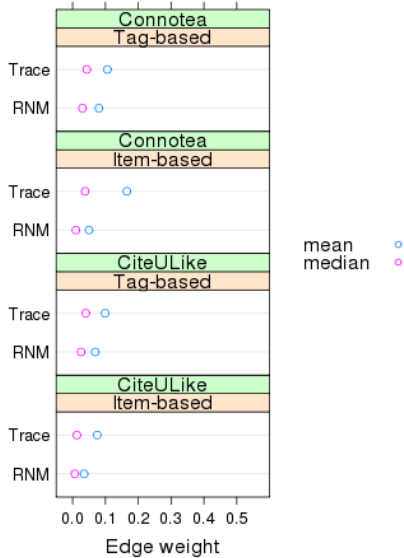 Connotea
Tag-based
Trace
RNM
Connotea
Item-based
Trace
RNM
CiteULike
Tag-based
Trace
RNM
CiteULike
Item-based
Trace
RNM
0.0 0.1 0.2 0.3 0.4 0.5
Edge weight
mean
median